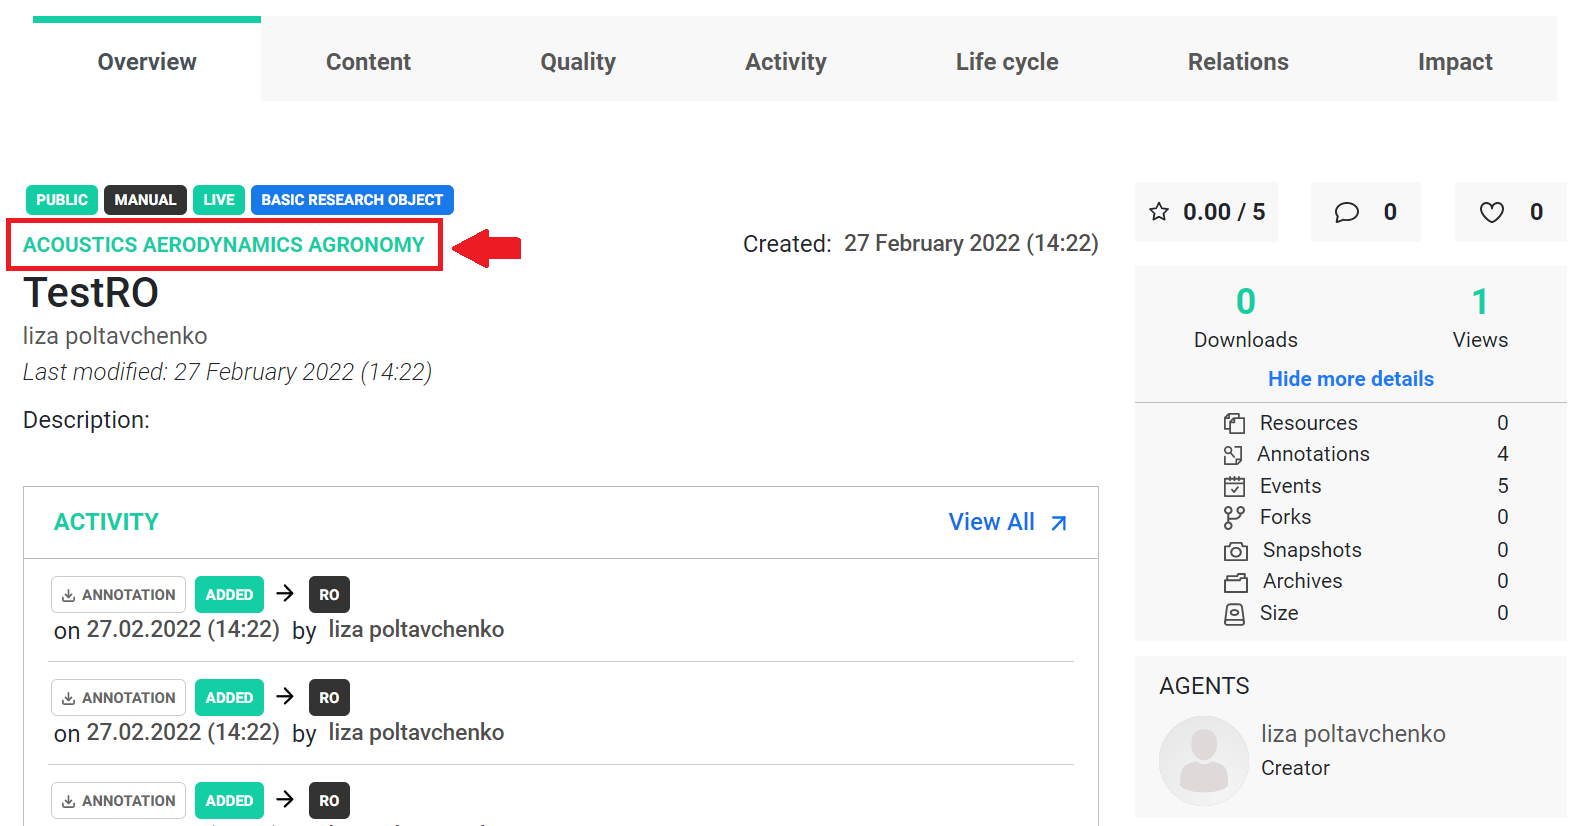 Overview Content Quality Activity Life cycle Relations Impact
PUBLIC MANUAL LIVE BASIC RESEARCH OBJECT
ACOUSTICS AERODYNAMICS AGRONOMY
Created: 27 February 2022 (14:22)
TestRO
liza poltavchenko
Last modified: 27 February 2022 (14:22)
Description:
ACTIVITY View All
ANNOTATION ADDED → RO
on 27.02.2022 (14:22) by liza poltavchenko
ANNOTATION ADDED → RO
on 27.02.2022 (14:22) by liza poltavchenko
ANNOTATION ADDED → RO
0.00 / 5 0 0
0 1
Downloads Views
Hide more details
Resources 0
Annotations 4
Events 5
Forks 0
Snapshots 0
Archives 0
Size 0
AGENTS
liza poltavchenko
Creator